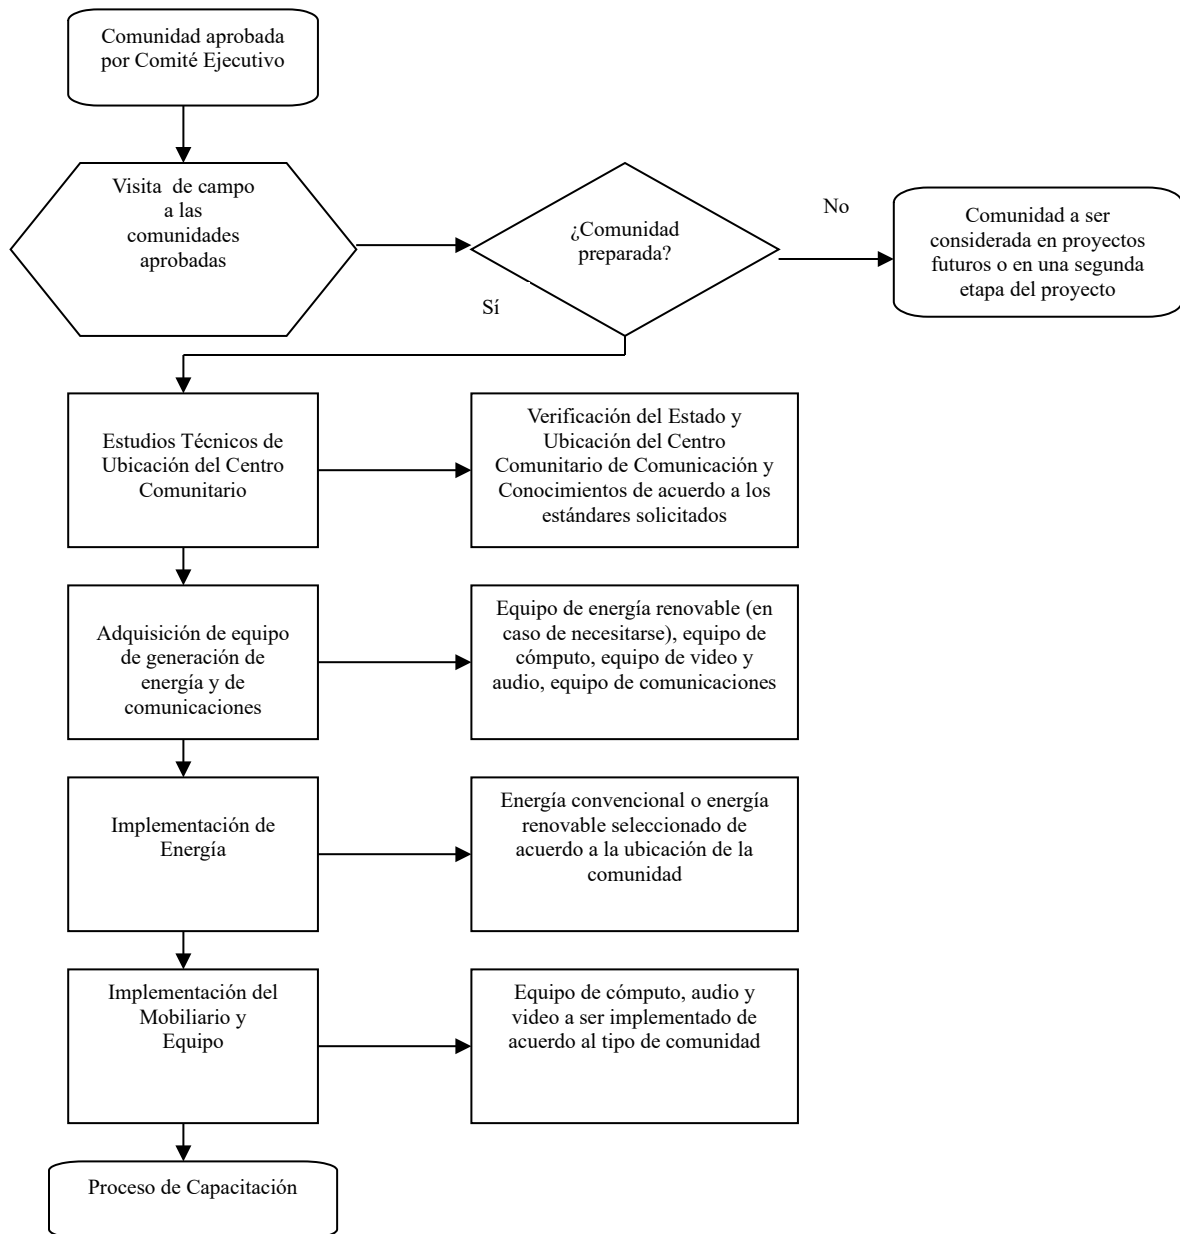 Comunidad aprobada
por Comité Ejecutivo
Visita de campo
a las
comunidades
aprobadas
¿Comunidad
preparada?
No
Comunidad a ser
considerada en proyectos
futuros o en una segunda
etapa del proyecto
Sí
Estudios Técnicos de
Ubicación del Centro
Comunitario
Verificación del Estado y
Ubicación del Centro
Comunitario de Comunicación y
Conocimientos de acuerdo a los
estándares solicitados
Adquisición de equipo
de generación de
energía y de
comunicaciones
Equipo de energía renovable (en
caso de necesitarse), equipo de
cómputo, equipo de video y
audio, equipo de comunicaciones
Implementación de
Energía
Energía convencional o energía
renovable seleccionado de
acuerdo a la ubicación de la
comunidad
Implementación del
Mobiliario y
Equipo
Equipo de cómputo, audio y
video a ser implementado de
acuerdo al tipo de comunidad
Proceso de Capacitación